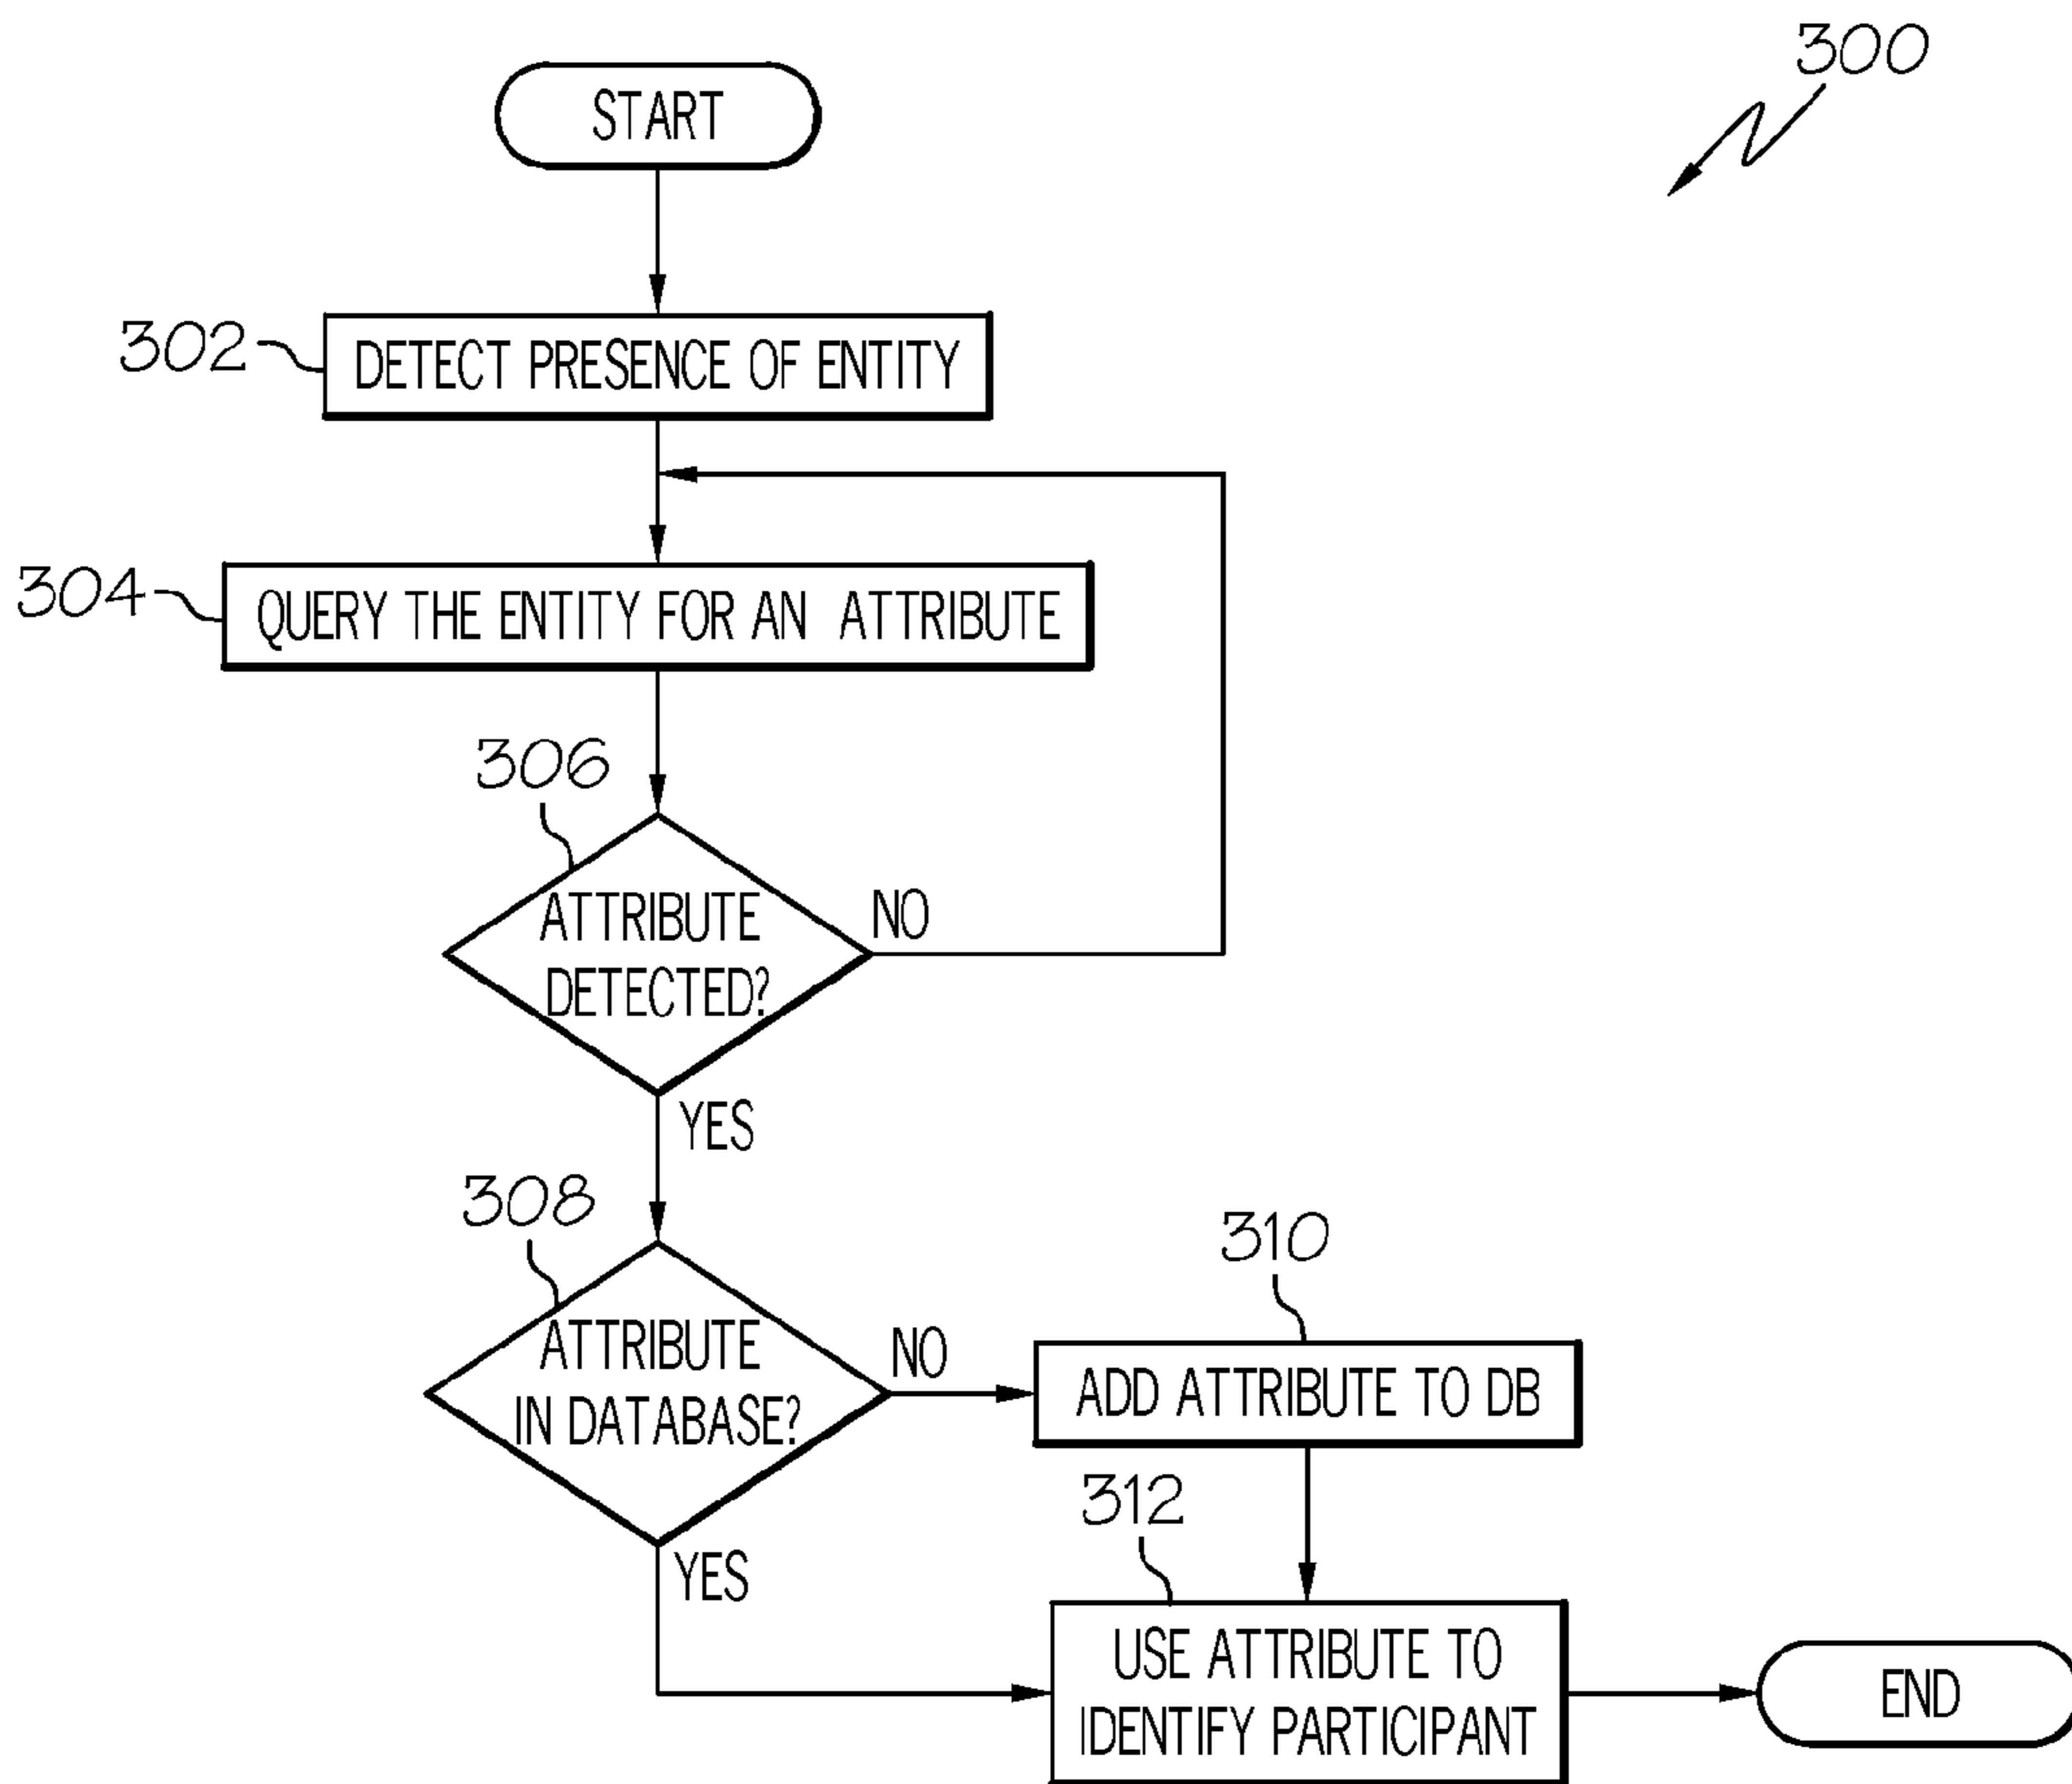 300
START
302
DETECT PRESENCE OF ENTITY
304
QUERY THE ENTITY FOR AN ATTRIBUTE
306
ATTRIBUTE
DETECTED?
NO
YES
308
ATTRIBUTE
IN DATABASE?
NO
310
ADD ATTRIBUTE TO DB
YES
312
USE ATTRIBUTE TO
IDENTIFY PARTICIPANT
END